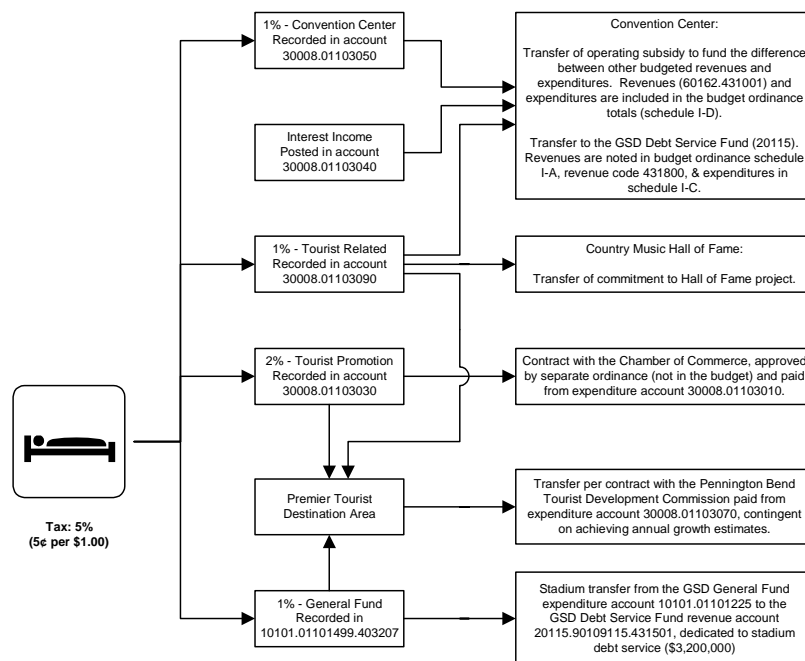 1% - Convention Center
Recorded in account
30008.01103050
Convention Center:
Transfer of operating subsidy to fund the difference
between other budgeted revenues and
expenditures.  Revenues (60162.431001) and
expenditures are included in the budget ordinance
totals (schedule I-D).
Transfer to the GSD Debt Service Fund (20115).
Revenues are noted in budget ordinance schedule
I-A, revenue code 431800, & expenditures in
schedule I-C.
Interest Income
Posted in account
30008.01103040
1% - Tourist Related
Recorded in account
30008.01103090
Country Music Hall of Fame:
Transfer of commitment to Hall of Fame project.
2% - Tourist Promotion
Recorded in account
30008.01103030
Contract with the Chamber of Commerce, approved
by separate ordinance (not in the budget) and paid
from expenditure account 30008.01103010.
Tax: 5%
(5¢ per $1.00)
Premier Tourist
Destination Area
Transfer per contract with the Pennington Bend
Tourist Development Commission paid from
expenditure account 30008.01103070, contingent
on achieving annual growth estimates.
1% - General Fund
Recorded in
10101.01101499.403207
Stadium transfer from the GSD General Fund
expenditure account 10101.01101225 to the
GSD Debt Service Fund revenue account
20115.90109115.431501, dedicated to stadium
debt service ($3,200,000)